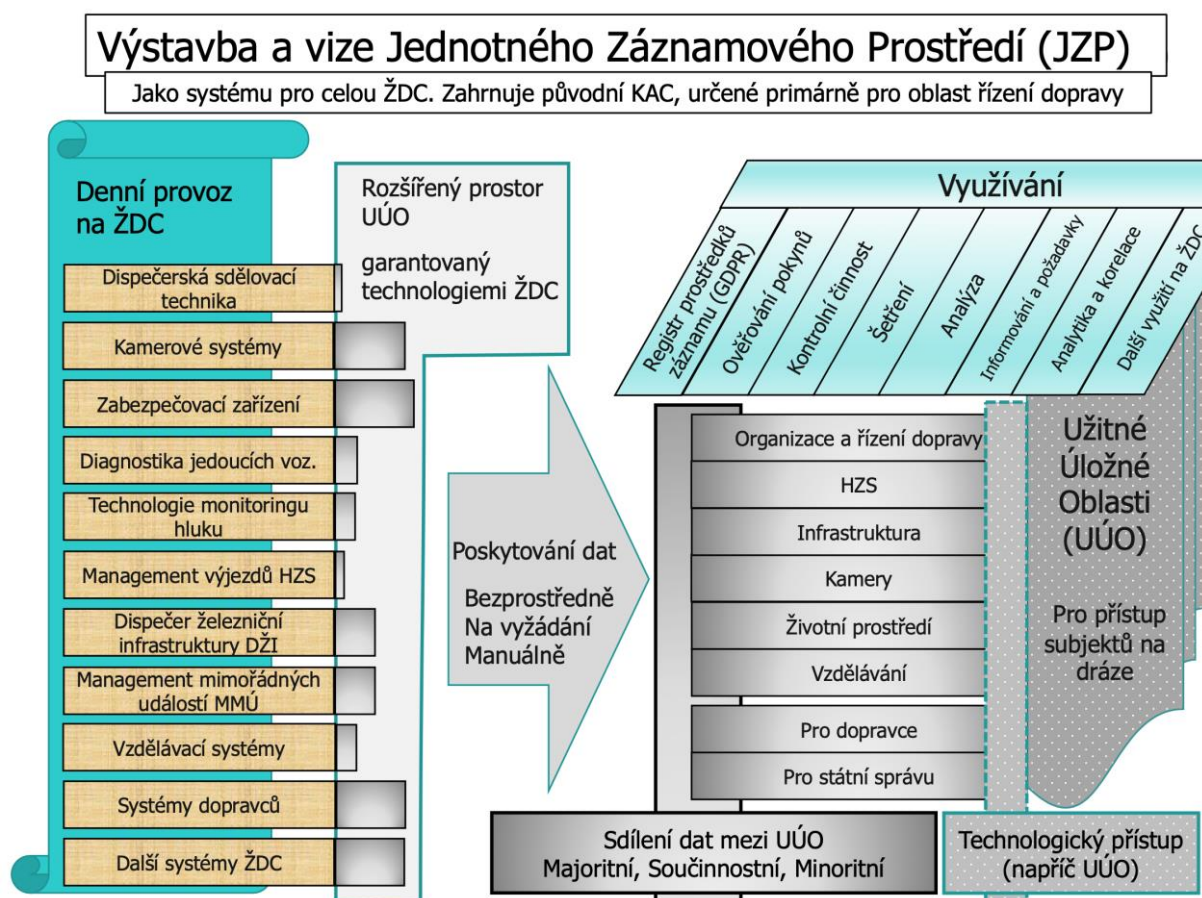 Výstavba a vize Jednotného Záznamového Prostředí (JZP)
Jako systému pro celou ŽDC. Zahrnuje původní KAC, určené primárně pro oblast řízení dopravy
Denní provoz
na ŽDC
Dispečerská sdělovací
technika
Kamerové systémy
Zabezpečovací zařízení
Diagnostika jedoucích voz.
Technologie monitoringu
hluku
Management výjezdů HZS
Dispečer železniční
infrastruktury DŽI
Management mimořádných
událostí MMÚ
Vzdělávací systémy
Systémy dopravců
Další systémy ŽDC
Rozšířený prostor
UÚO
garantovaný
technologiemi ŽDC
Poskytování dat
Bezprostředně
Na vyžádání
Manuálně
Využívání
Registr prostředků
záznamu (GDPR)
Ověřování pokynů
Kontrolní činnost
Šetření
Analýza
Informování a požadavky
Analytika a korelace
Další využití na ŽDC
Organizace a řízení dopravy
HZS
Infrastruktura
Kamery
Životní prostředí
Vzdělávání
Pro dopravce
Pro státní správu
Užitné
Úložné
Oblasti
(UÚO)
Pro přístup
subjektů na
dráze
Sdílení dat mezi UÚO
Majoritní, Součinnostní, Minoritní
Technologický přístup
(napříč UÚO)